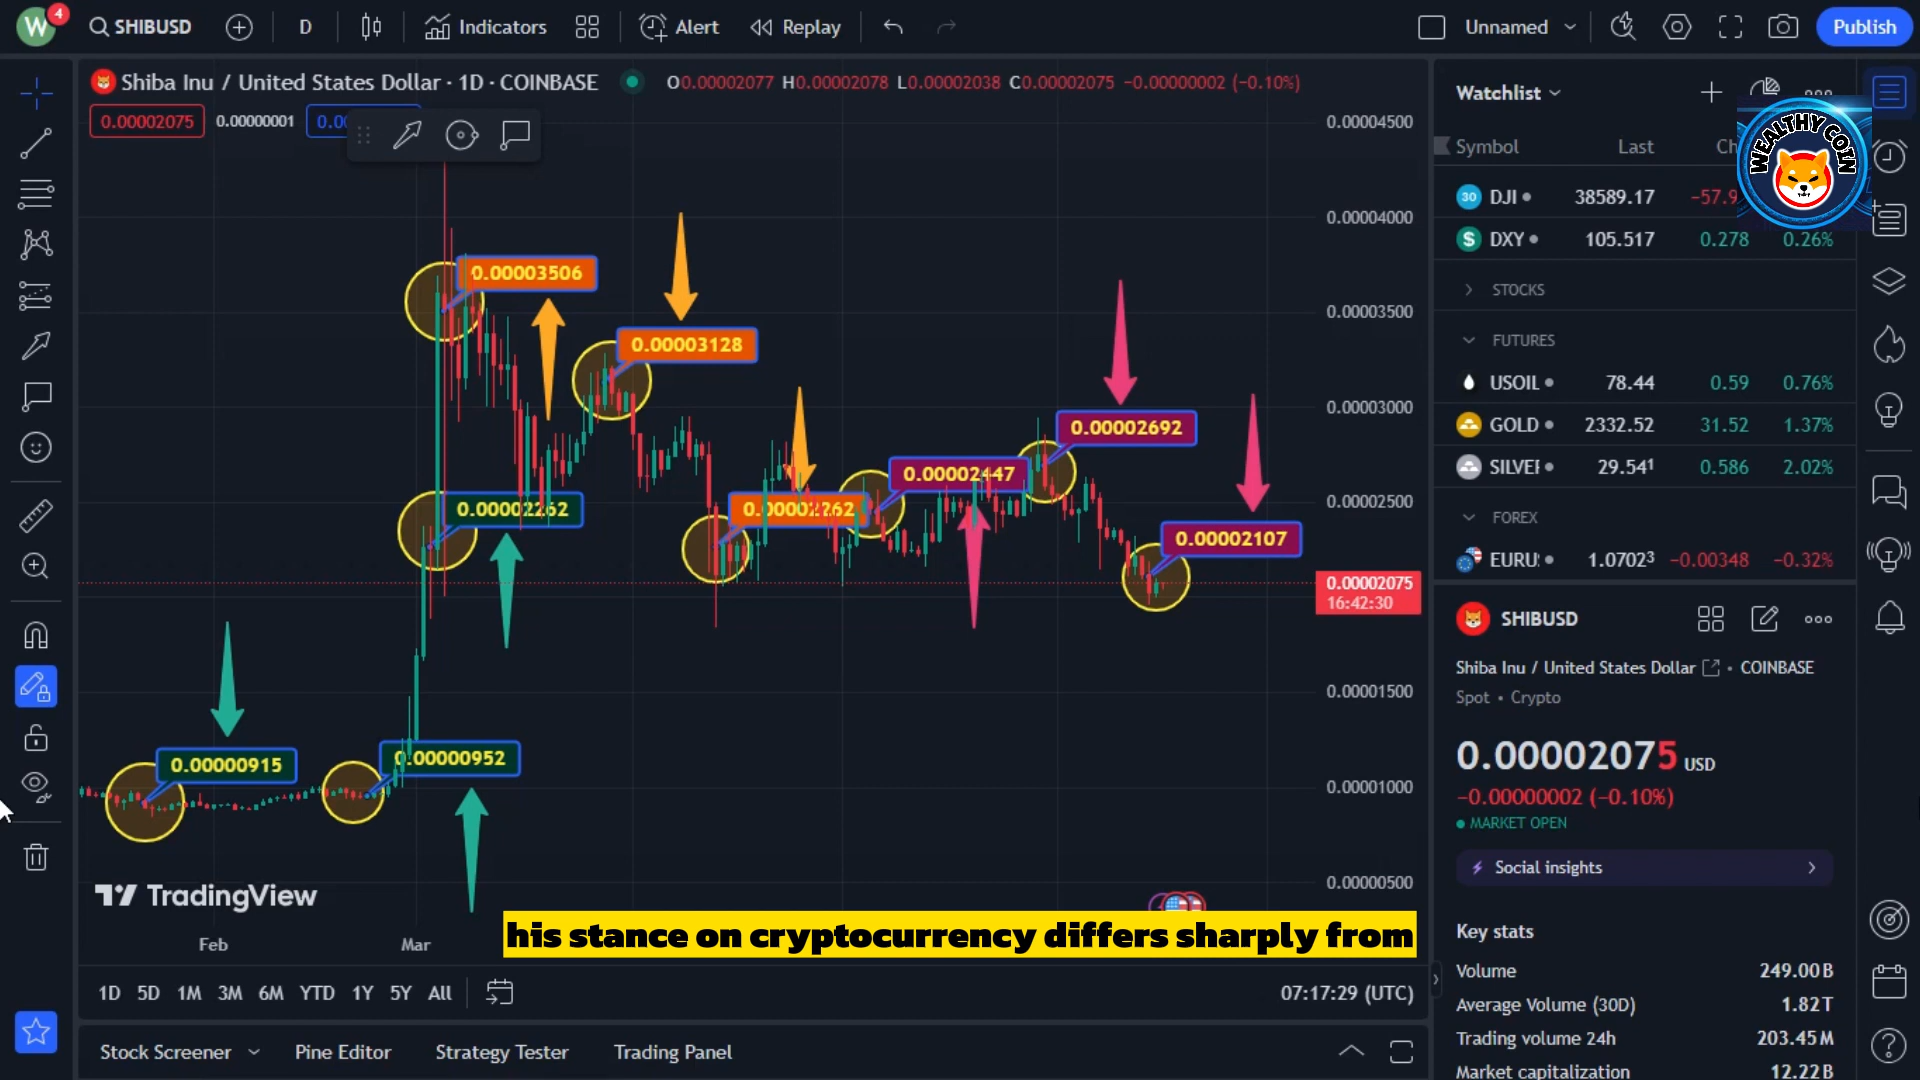 W 4 SHIBUSD D Indicators Alert Replay Unnamed Publish
Shiba Inu / United States Dollar · 1D · COINBASE O0.00002077 H0.00002078 L0.00002038 C0.00002075 −0.00000002 (−0.10%)
0.00002075 0.00000001
0.00004500
0.00004000
0.00003500
0.00003000
0.00002500
0.00002075
16:42:30
0.00001500
0.00001000
0.00000500
0.00003506
0.00003128
0.00002692
0.00002447
0.00002262
0.00002262
0.00002107
0.00000915
0.00000952
TradingView
Feb Mar
his stance on cryptocurrency differs sharply from
1D 5D 1M 3M 6M YTD 1Y 5Y All 07:17:29 (UTC)
Stock Screener Pine Editor Strategy Tester Trading Panel
Watchlist
WEALTHY COIN
Symbol Last
30 DJI 38589.17
$ DXY 105.517 0.278 0.26%
STOCKS
FUTURES
USOIL 78.44 0.59 0.76%
GOLD 2332.52 31.52 1.37%
SILVER 29.541 0.586 2.02%
FOREX
EURU 1.07023 −0.00348 −0.32%
SHIBUSD
Shiba Inu / United States Dollar • COINBASE
Spot • Crypto
0.00002075 USD
−0.00000002 (−0.10%)
MARKET OPEN
Social insights
Key stats
Volume 249.00B
Average Volume (30D) 1.82T
Trading volume 24h 203.45M
Market capitalization 12.22B